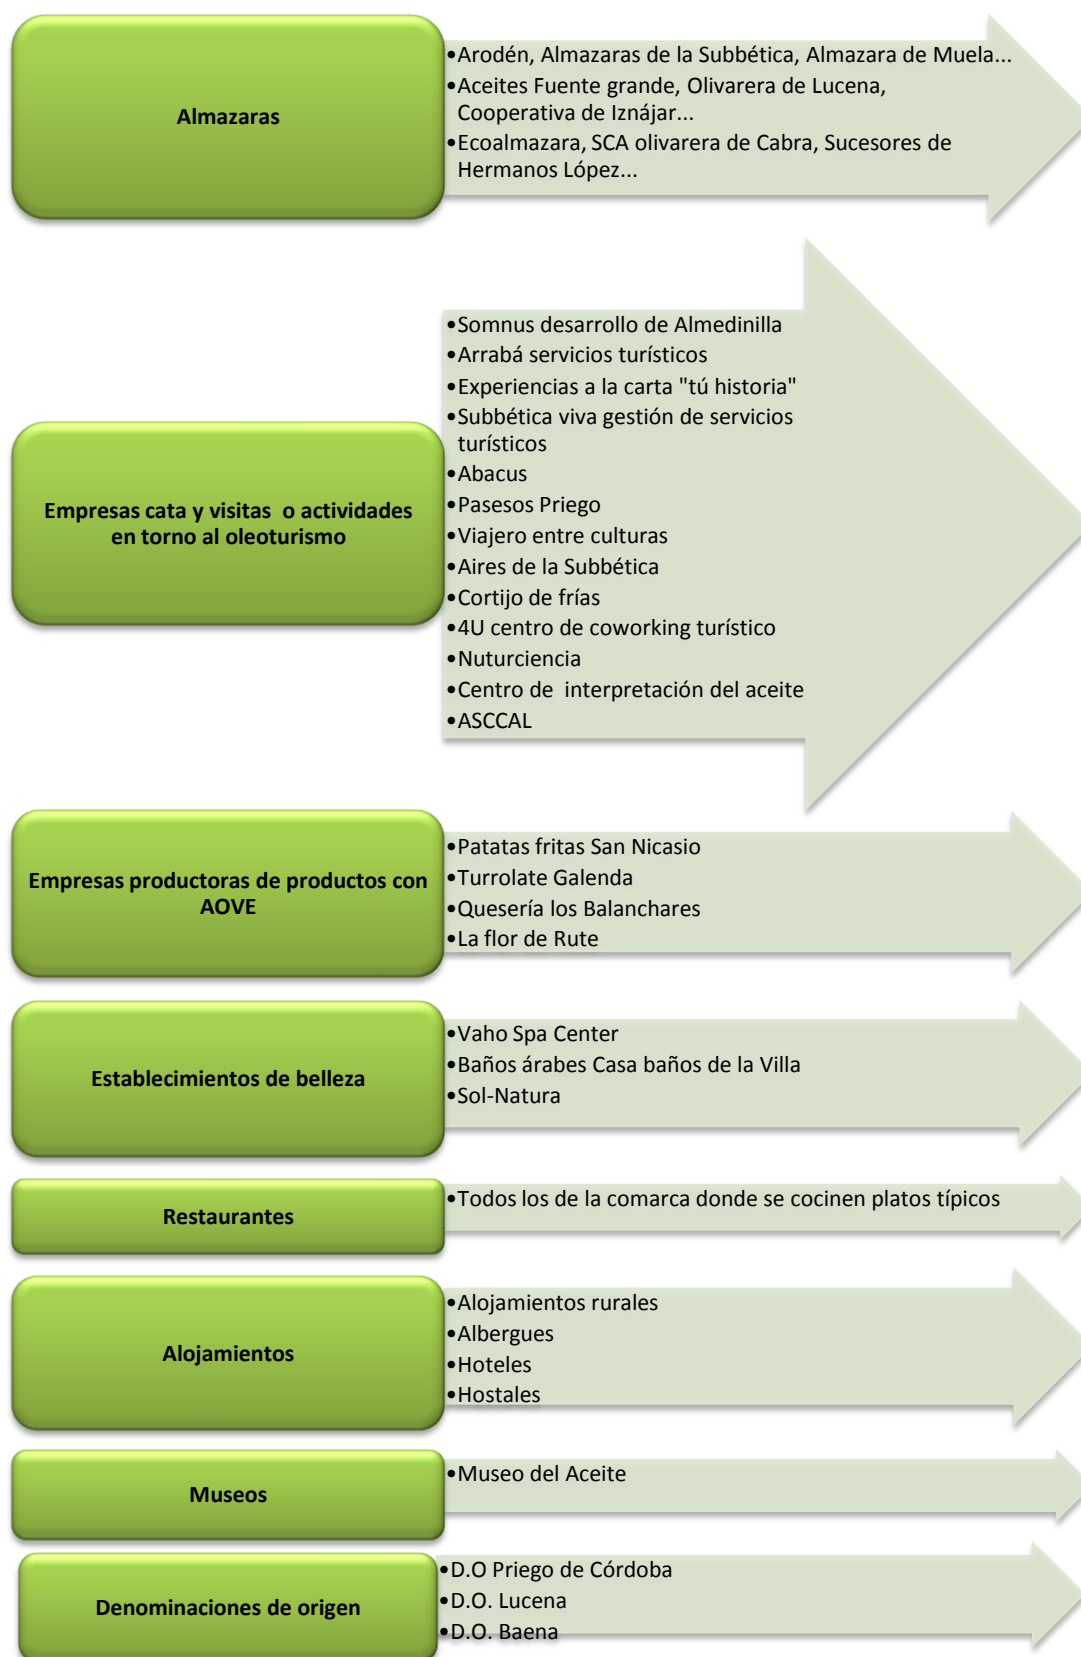 Almazaras
•Arodén, Almazaras de la Subbética, Almazara de Muela...
•Aceites Fuente grande, Olivarera de Lucena,
Cooperativa de Iznájar...
•Ecoalmazara, SCA olivarera de Cabra, Sucesores de
Hermanos López...
Empresas cata y visitas o actividades
en torno al oleoturismo
•Somnus desarrollo de Almedinilla
•Arrabá servicios turísticos
•Experiencias a la carta "tú historia"
•Subbética viva gestión de servicios
turísticos
•Abacus
•Pasesos Priego
•Viajero entre culturas
•Aires de la Subbética
•Cortijo de frías
•4U centro de coworking turístico
•Nuturciencia
•Centro de interpretación del aceite
•ASCCAL
Empresas productoras de productos con
AOVE
•Patatas fritas San Nicasio
•Turrolate Galenda
•Quesería los Balanchares
•La flor de Rute
Establecimientos de belleza
•Vaho Spa Center
•Baños árabes Casa baños de la Villa
•Sol-Natura
Restaurantes
•Todos los de la comarca donde se cocinen platos típicos
Alojamientos
•Alojamientos rurales
•Albergues
•Hoteles
•Hostales
Museos
•Museo del Aceite
Denominaciones de origen
•D.O Priego de Córdoba
•D.O. Lucena
•D.O. Baena